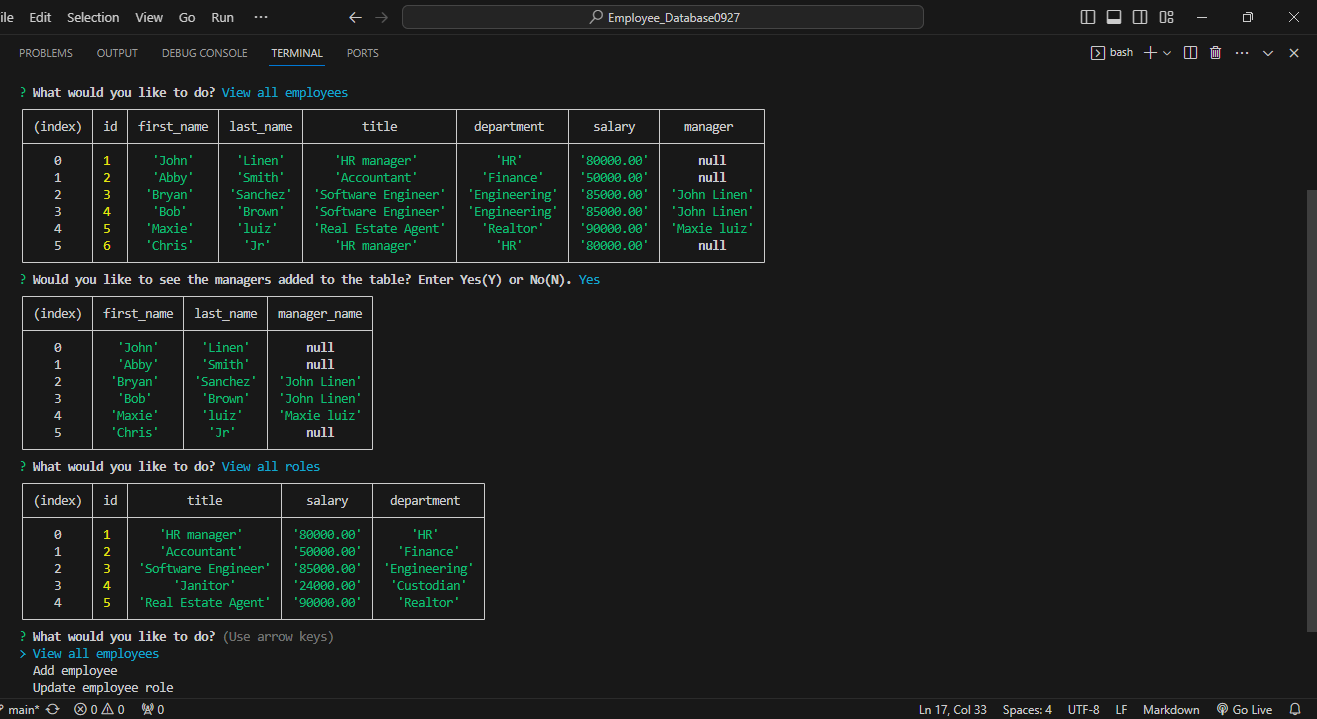 ile Edit Selection View Go Run ··· ← → Employee_Database0927
PROBLEMS OUTPUT DEBUG CONSOLE TERMINAL PORTS bash
? What would you like to do? View all employees
(index) id first_name last_name title department salary manager
0 1 'John' 'Linen' 'HR manager' 'HR' '80000.00' null
1 2 'Abby' 'Smith' 'Accountant' 'Finance' '50000.00' null
2 3 'Bryan' 'Sanchez' 'Software Engineer' 'Engineering' '85000.00' 'John Linen'
3 4 'Bob' 'Brown' 'Software Engineer' 'Engineering' '85000.00' 'John Linen'
4 5 'Maxie' 'luiz' 'Real Estate Agent' 'Realtor' '90000.00' 'Maxie luiz'
5 6 'Chris' 'Jr' 'HR manager' 'HR' '80000.00' null
? Would you like to see the managers added to the table? Enter Yes(Y) or No(N). Yes
(index) first_name last_name manager_name
0 'John' 'Linen' null
1 'Abby' 'Smith' null
2 'Bryan' 'Sanchez' 'John Linen'
3 'Bob' 'Brown' 'John Linen'
4 'Maxie' 'luiz' 'Maxie luiz'
5 'Chris' 'Jr' null
? What would you like to do? View all roles
(index) id title salary department
0 1 'HR manager' '80000.00' 'HR'
1 2 'Accountant' '50000.00' 'Finance'
2 3 'Software Engineer' '85000.00' 'Engineering'
3 4 'Janitor' '24000.00' 'Custodian'
4 5 'Real Estate Agent' '90000.00' 'Realtor'
? What would you like to do? (Use arrow keys)
> View all employees
Add employee
Update employee role
main* 0 0 0 Ln 17, Col 33 Spaces: 4 UTF-8 LF Markdown Go Live